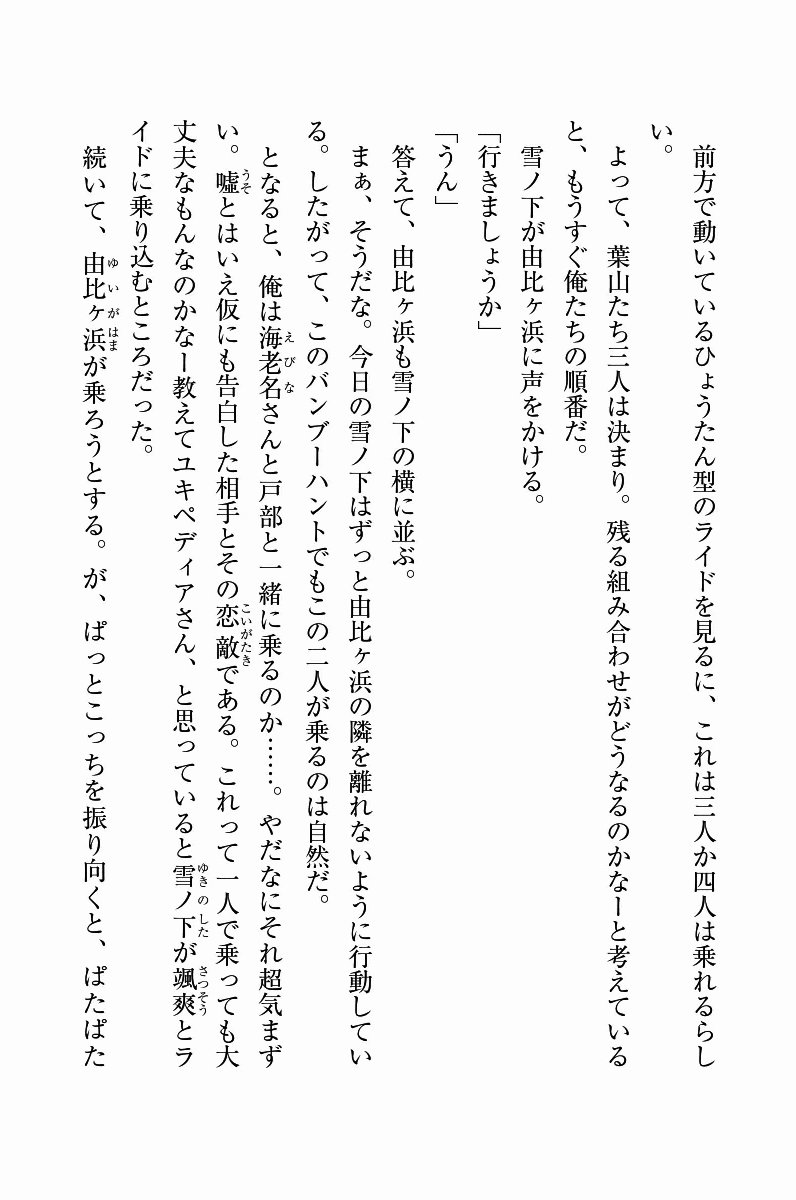 前方で動いているひょうたん型のライドを見るに、これは三人か四人は乗れるらし
い。
よって、葉山たち三人は決まり。残る組み合わせがどうなるのかなーと考えている
と、もうすぐ俺たちの順番だ。
雪ノ下が由比ヶ浜に声をかける。
「行きましょうか」
「うん」
答えて、由比ヶ浜も雪ノ下の横に並ぶ。
まぁ、そうだな。今日の雪ノ下はずっと由比ヶ浜の隣を離れないように行動してい
る。したがって、このバンブーハントでもこの二人が乗るのは自然だ。
となると、俺は海老名さんと戸部と一緒に乗るのか……。やだなにそれ超気まず
い。嘘とはいえ仮にも告白した相手とその恋敵である。これって一人で乗っても大
丈夫なもんなのかなー教えてユキペディアさん、と思っていると雪ノ下が颯爽とラ
イドに乗り込むところだった。
続いて、由比ヶ浜が乗ろうとする。が、ぱっとこっちを振り向くと、ぱたぱた